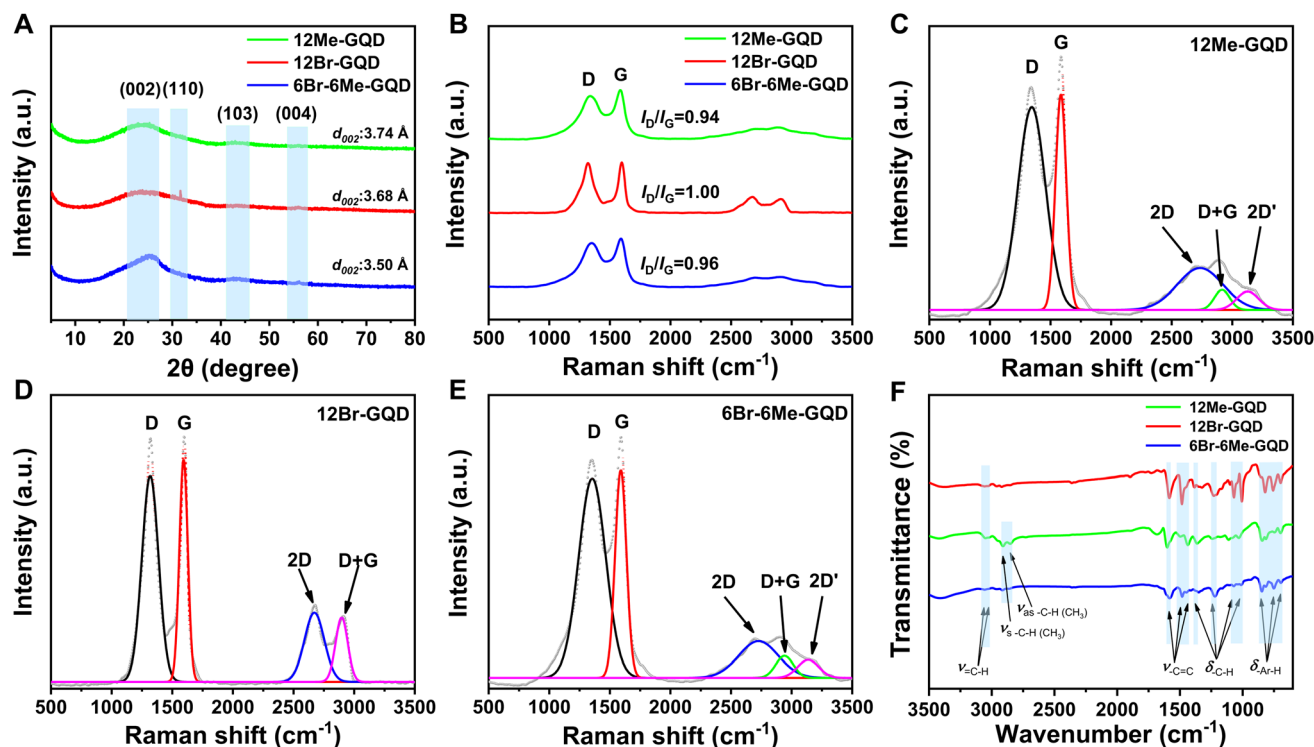 A
12Me-GQD
12Br-GQD
6Br-6Me-GQD
(002) (110)
(103)
(004)
d002:3.74 Å
d002:3.68 Å
d002:3.50 Å
Intensity (a.u.)
10 20 30 40 50 60 70 80
2θ (degree)
B
12Me-GQD
12Br-GQD
6Br-6Me-GQD
D G
ID/IG=0.94
ID/IG=1.00
ID/IG=0.96
Intensity (a.u.)
500 1000 1500 2000 2500 3000 3500
Raman shift (cm-1)
C
12Me-GQD
D G
2D D+G 2D'
Intensity (a.u.)
500 1000 1500 2000 2500 3000 3500
Raman shift (cm-1)
D
12Br-GQD
D G
2D D+G
Intensity (a.u.)
500 1000 1500 2000 2500 3000 3500
Raman shift (cm-1)
E
6Br-6Me-GQD
D G
2D D+G 2D'
Intensity (a.u.)
500 1000 1500 2000 2500 3000 3500
Raman shift (cm-1)
F
12Me-GQD
12Br-GQD
6Br-6Me-GQD
νas -C-H (CH3)
νs -C-H (CH3)
ν=C-H
ν-C=C
δ-C-H
δ-Ar-H
Transmittance (%)
3500 3000 2500 2000 1500 1000
Wavenumber (cm-1)